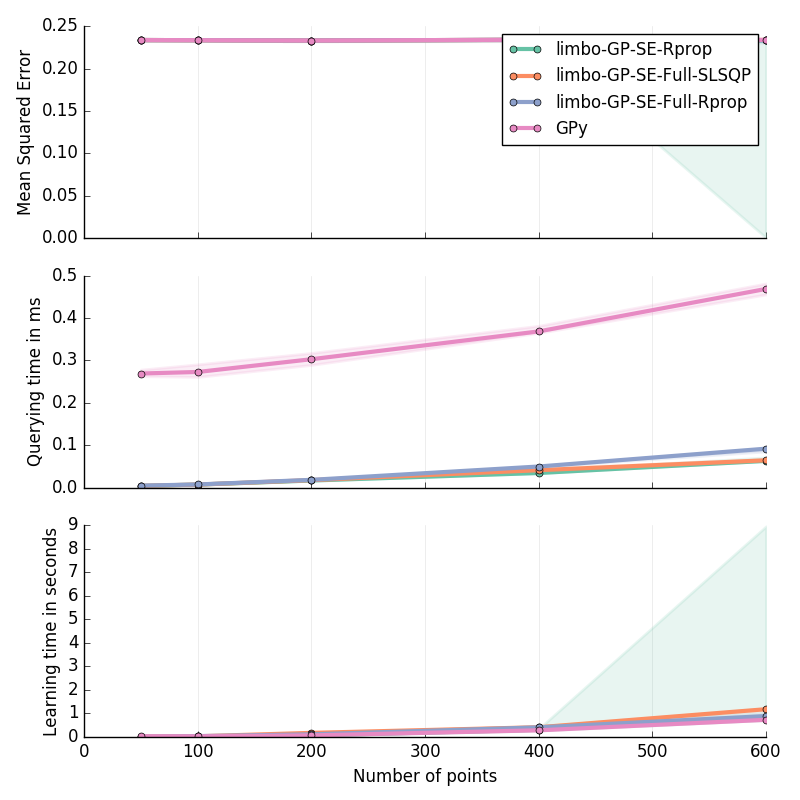 Mean Squared Error
0.25
0.20
0.15
0.10
0.05
0.00
limbo-GP-SE-Rprop
limbo-GP-SE-Full-SLSQP
limbo-GP-SE-Full-Rprop
GPy
Querying time in ms
0.5
0.4
0.3
0.2
0.1
0.0
Learning time in seconds
9
8
7
6
5
4
3
2
1
0
0 100 200 300 400 500 600
Number of points